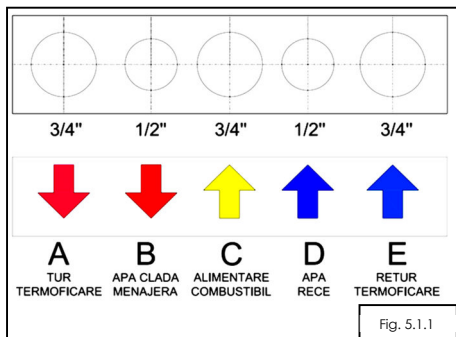 3/4" 1/2" 3/4" 1/2" 3/4"
A B C D E
TUR TERMOFICARE
APA CLADA MENAJERA
ALIMENTARE COMBUSTIBIL
APA RECE
RETUR TERMOFICARE
Fig. 5.1.1